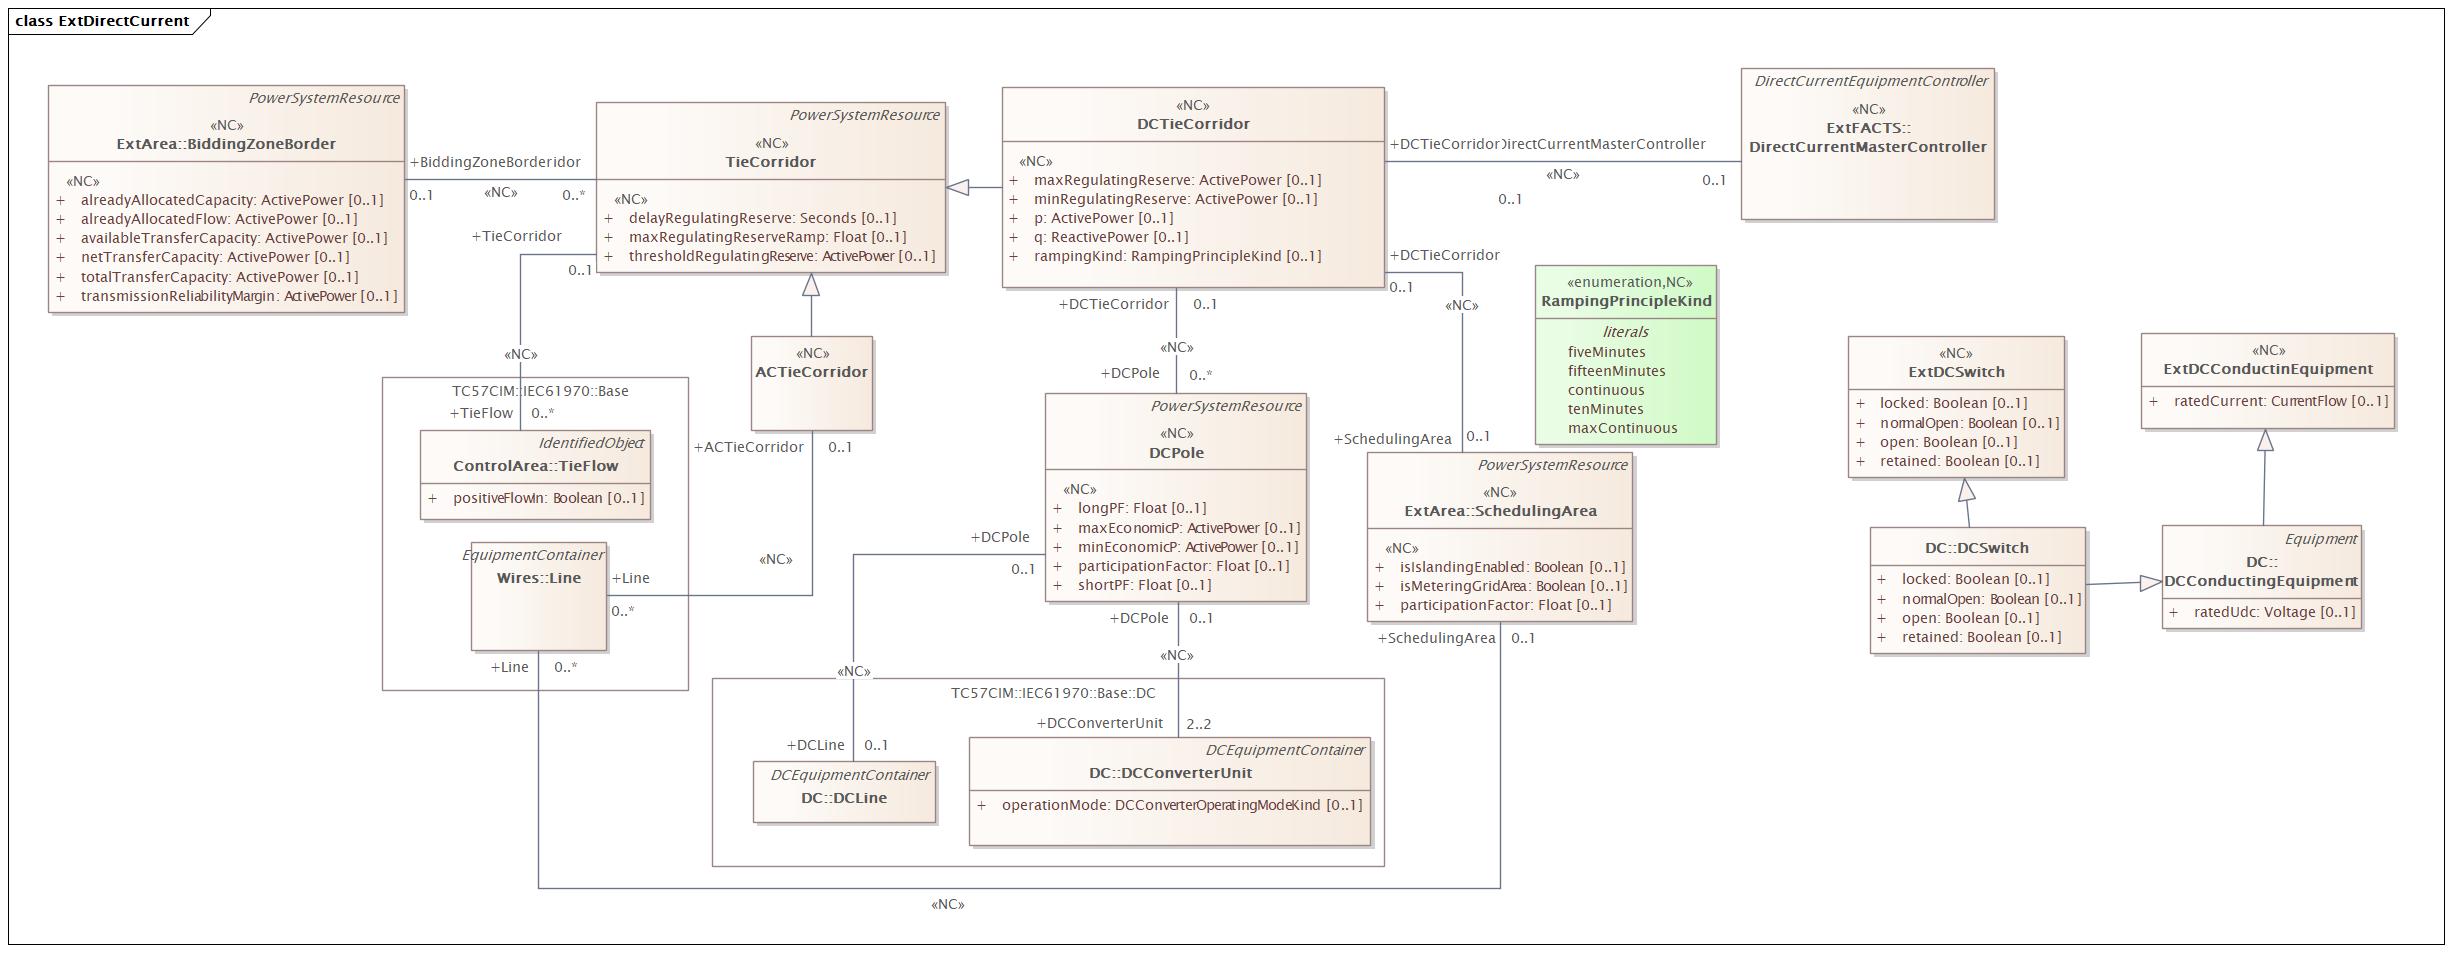 class ExtDirectCurrent
PowerSystemResource
«NC»
ExtArea::BiddingZoneBorder
«NC»
+ alreadyAllocatedCapacity: ActivePower [0..1]
+ alreadyAllocatedFlow: ActivePower [0..1]
+ availableTransferCapacity: ActivePower [0..1]
+ netTransferCapacity: ActivePower [0..1]
+ totalTransferCapacity: ActivePower [0..1]
+ transmissionReliabilityMargin: ActivePower [0..1]
+BiddingZoneBorderidor
0..1
«NC»
0..*
PowerSystemResource
«NC»
TieCorridor
«NC»
+ delayRegulatingReserve: Seconds [0..1]
+ maxRegulatingReserveRamp: Float [0..1]
+ thresholdRegulatingReserve: ActivePower [0..1]
+TieCorridor
0..1
«NC»
«NC»
DCTieCorridor
«NC»
+ maxRegulatingReserve: ActivePower [0..1]
+ minRegulatingReserve: ActivePower [0..1]
+ p: ActivePower [0..1]
+ q: ReactivePower [0..1]
+ rampingKind: RampingPrincipleKind [0..1]
+DCTieCorridor DirectCurrentMasterController
«NC»
0..1
0..1
DirectCurrentEquipmentController
«NC»
ExtFACTS::
DirectCurrentMasterController
+DCTieCorridor
0..1
«NC»
+DCTieCorridor
0..1
«NC»
+DCPole
0..*
«enumeration,NC»
RampingPrincipleKind
literals
fiveMinutes
fifteenMinutes
continuous
tenMinutes
maxContinuous
«NC»
ACTieCorridor
+ACTieCorridor
0..1
TC57CIM::IEC61970::Base
+TieFlow
0..*
IdentifiedObject
ControlArea::TieFlow
+ positiveFlowIn: Boolean [0..1]
EquipmentContainer
Wires::Line
+Line
0..*
«NC»
+Line
0..*
PowerSystemResource
«NC»
DCPole
«NC»
+ longPF: Float [0..1]
+ maxEconomicP: ActivePower [0..1]
+ minEconomicP: ActivePower [0..1]
+ participationFactor: Float [0..1]
+ shortPF: Float [0..1]
+DCPole
0..1
«NC»
+DCPole
0..1
«NC»
+SchedulingArea
0..1
PowerSystemResource
«NC»
ExtArea::SchedulingArea
«NC»
+ isIslandingEnabled: Boolean [0..1]
+ isMeteringGridArea: Boolean [0..1]
+ participationFactor: Float [0..1]
+SchedulingArea
0..1
TC57CIM::IEC61970::Base::DC
+DCLine
0..1
DCEquipmentContainer
DC::DCLine
+DCConverterUnit
2..2
DCEquipmentContainer
DC::DCConverterUnit
+ operationMode: DCConverterOperatingModeKind [0..1]
«NC»
«NC»
ExtDCSwitch
+ locked: Boolean [0..1]
+ normalOpen: Boolean [0..1]
+ open: Boolean [0..1]
+ retained: Boolean [0..1]
«NC»
ExtDCConductinEquipment
+ ratedCurrent: CurrentFlow [0..1]
DC::DCSwitch
+ locked: Boolean [0..1]
+ normalOpen: Boolean [0..1]
+ open: Boolean [0..1]
+ retained: Boolean [0..1]
Equipment
DC::
DCConductingEquipment
+ ratedUdc: Voltage [0..1]